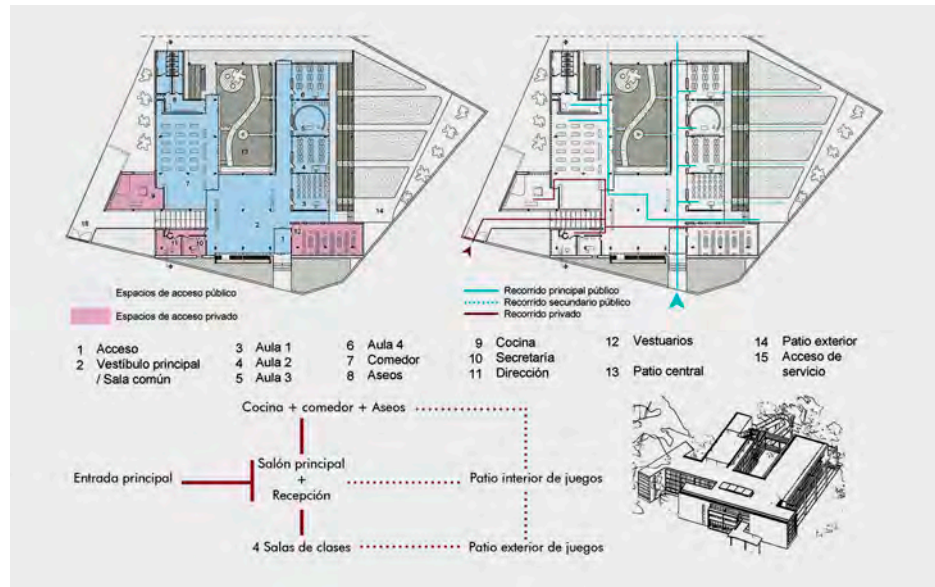 Espacios de acceso público
Espacios de acceso privado
Recorrido principal público
Recorrido secundario público
Recorrido privado
1 Acceso
2 Vestíbulo principal
/ Sala común
3 Aula 1
4 Aula 2
5 Aula 3
6 Aula 4
7 Comedor
8 Aseos
9 Cocina
10 Secretaría
11 Dirección
12 Vestuarios
13 Patio central
14 Patio exterior
15 Acceso de
servicio
Cocina + comedor + Aseos
Entrada principal
Salón principal
+
Recepción
Patio interior de juegos
4 Salas de clases
Patio exterior de juegos